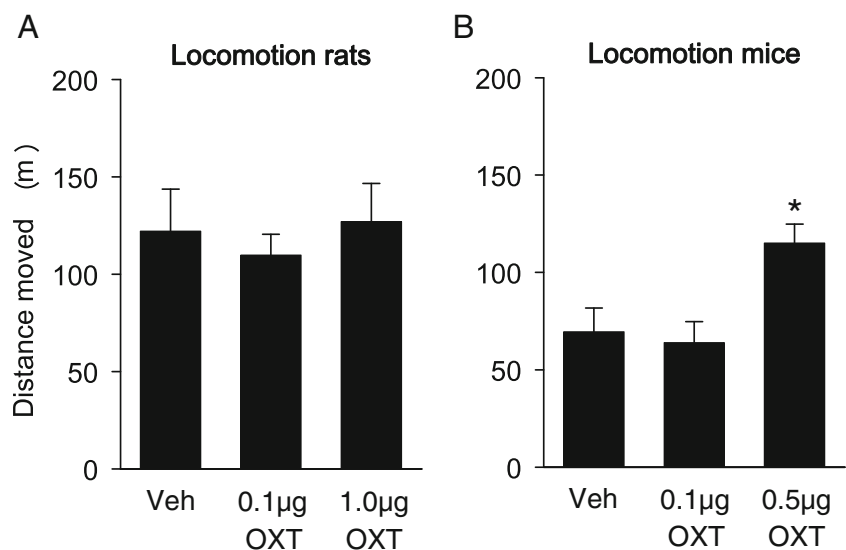 A
Locomotion rats
Distance moved (m)
200
150
100
50
0
Veh
0.1µg
OXT
1.0µg
OXT
B
Locomotion mice
200
150
100
50
0
*
Veh
0.1µg
OXT
0.5µg
OXT